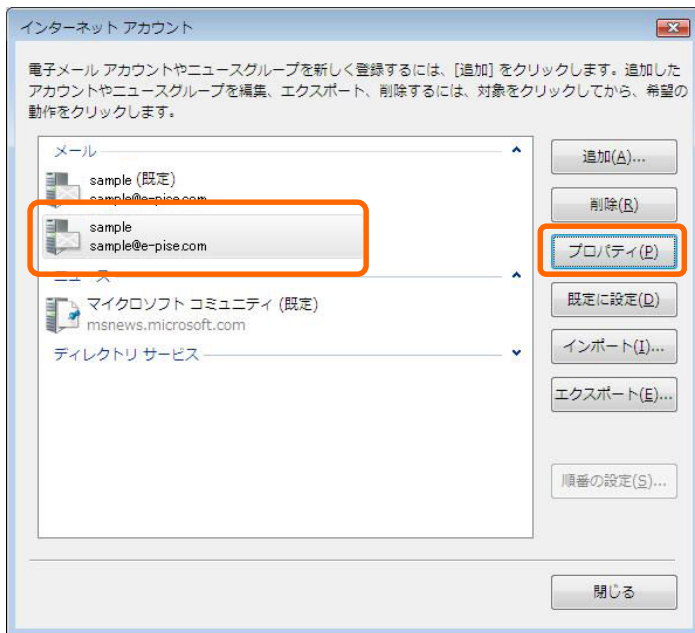 インターネット アカウント
電子メール アカウントやニュースグループを新しく登録するには、[追加] をクリックします。追加した
アカウントやニュースグループを編集、エクスポート、削除するには、対象をクリックしてから、希望の
動作をクリックします。
メール
sample (既定)
sample@e-pise.com
sample
sample@e-pise.com
ニュース
マイクロソフト コミュニティ (既定)
msnews.microsoft.com
ディレクトリ サービス
追加(A)...
削除(R)
プロパティ(P)
既定に設定(D)
インポート(I)...
エクスポート(E)...
順番の設定(S)...
閉じる